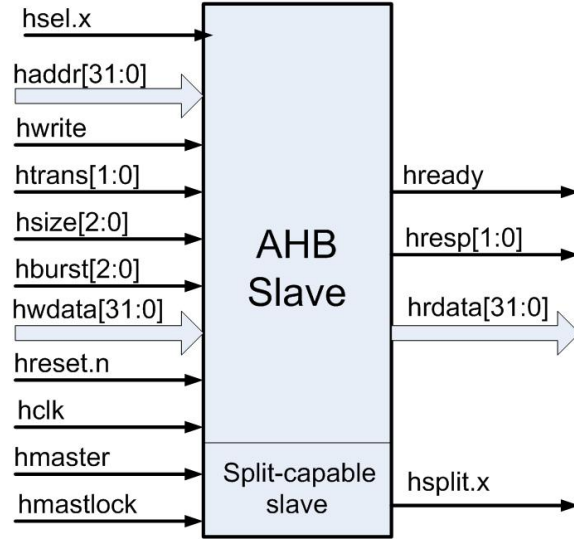 hsel.x
haddr[31:0]
hwrite
htrans[1:0]
hsize[2:0]
hburst[2:0]
hwdata[31:0]
hreset.n
hclk
hmaster
hmastlock
AHB
Slave
Split-capable
slave
hready
hresp[1:0]
hrdata[31:0]
hsplit.x